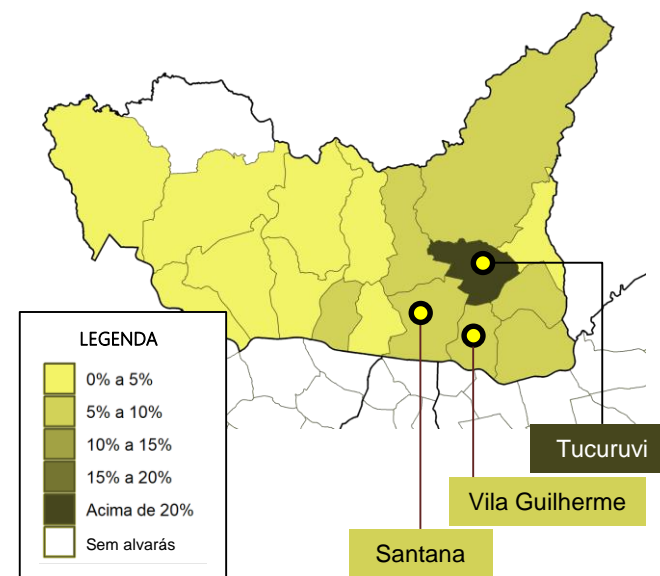 LEGENDA
0% a 5%
5% a 10%
10% a 15%
15% a 20%
Acima de 20%
Sem alvarás
Tucuruvi
Vila Guilherme
Santana